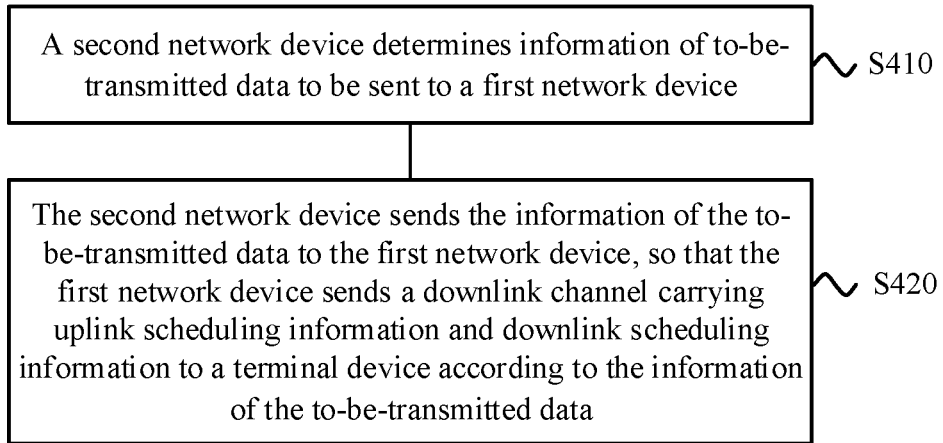 A second network device determines information of to-be-
transmitted data to be sent to a first network device
S410
The second network device sends the information of the to-
be-transmitted data to the first network device, so that the
first network device sends a downlink channel carrying
uplink scheduling information and downlink scheduling
information to a terminal device according to the information
of the to-be-transmitted data
S420